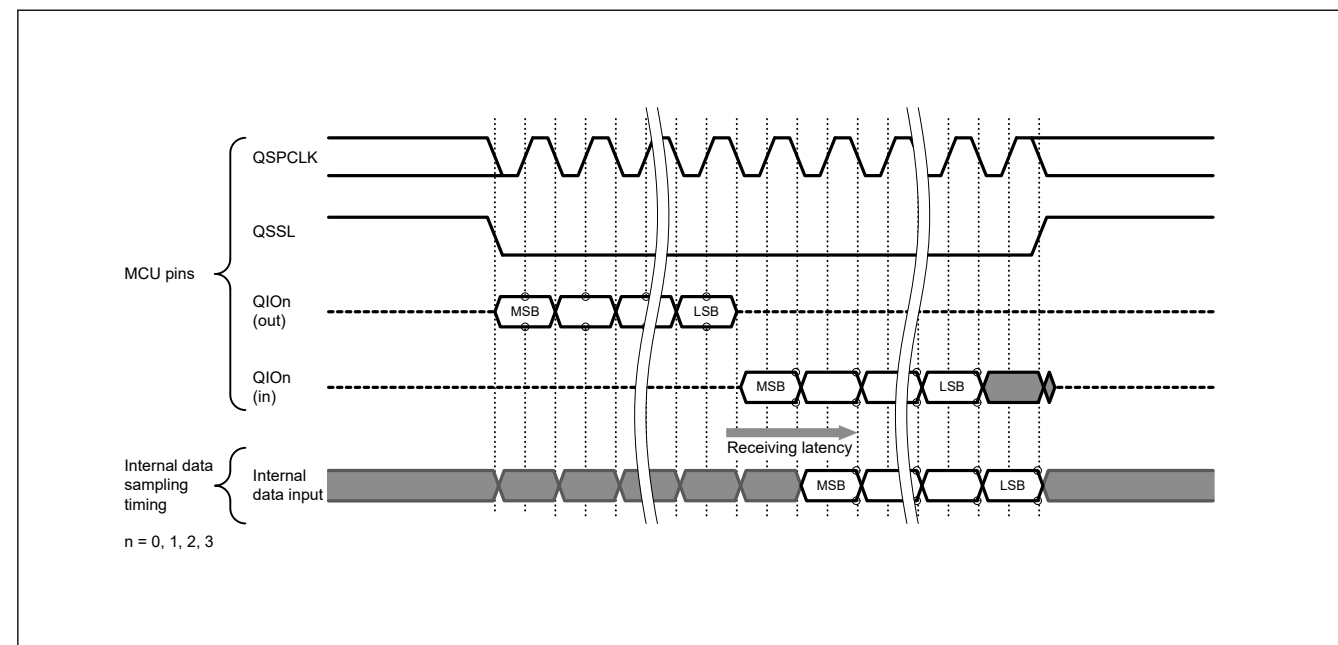 QSPCLK
QSSL
MCU pins
QIOn
(out)
MSB
LSB
QIOn
(in)
MSB
LSB
Receiving latency
Internal data
sampling
timing
Internal
data input
MSB
LSB
n = 0, 1, 2, 3